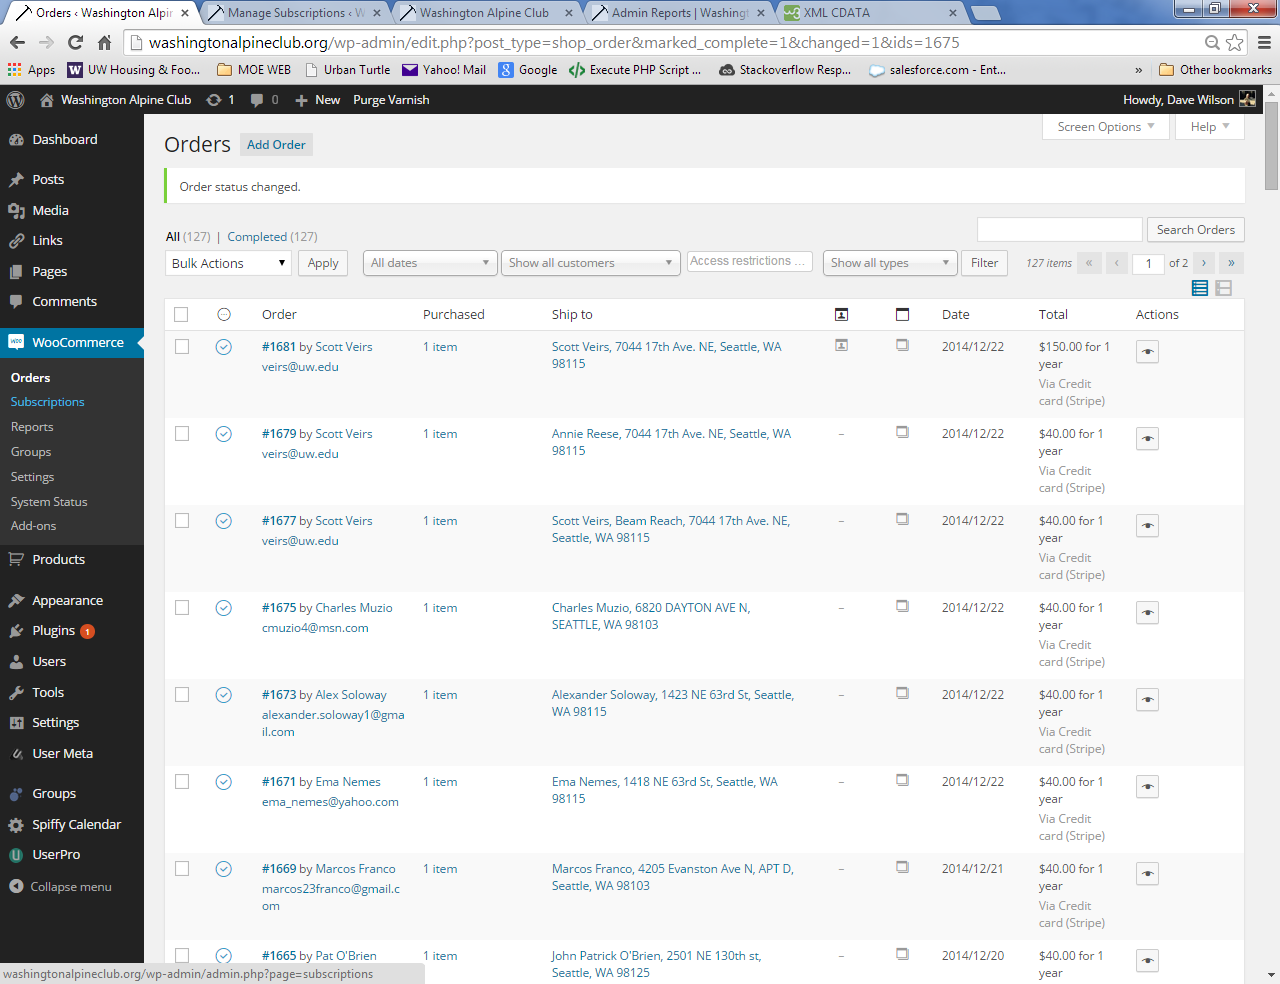 Orders ‹ Washington Alpin
Manage Subscriptions ‹ W
Washington Alpine Club
Admin Reports | Washingt
XML CDATA
washingtonalpineclub.org/wp-admin/edit.php?post_type=shop_order&marked_complete=1&changed=1&ids=1675
Apps
UW Housing & Foo...
MOE WEB
Urban Turtle
Yahoo! Mail
Google
Execute PHP Script ...
Stackoverflow Resp...
salesforce.com - Ent...
»
Other bookmarks
Washington Alpine Club
1
0
New
Purge Varnish
Howdy, Dave Wilson
Dashboard
Posts
Media
Links
Pages
Comments
WooCommerce
Orders
Subscriptions
Reports
Groups
Settings
System Status
Add-ons
Products
Appearance
Plugins 1
Users
Tools
Settings
User Meta
Groups
Spiffy Calendar
UserPro
Collapse menu
Screen Options
Help
Orders
Add Order
Order status changed.
All (127) | Completed (127)
Search Orders
Bulk Actions
Apply
All dates
Show all customers
Access restrictions ...
Show all types
Filter
127 items « ‹ 1 of 2 › »
Order Purchased Ship to Date Total Actions
#1681 by Scott Veirs
veirs@uw.edu
1 item
Scott Veirs, 7044 17th Ave. NE, Seattle, WA
98115
2014/12/22
$150.00 for 1
year
Via Credit
card (Stripe)
#1679 by Scott Veirs
veirs@uw.edu
1 item
Annie Reese, 7044 17th Ave. NE, Seattle, WA
98115
–
2014/12/22
$40.00 for 1
year
Via Credit
card (Stripe)
#1677 by Scott Veirs
veirs@uw.edu
1 item
Scott Veirs, Beam Reach, 7044 17th Ave. NE,
Seattle, WA 98115
–
2014/12/22
$40.00 for 1
year
Via Credit
card (Stripe)
#1675 by Charles Muzio
cmuzio4@msn.com
1 item
Charles Muzio, 6820 DAYTON AVE N,
SEATTLE, WA 98103
–
2014/12/22
$40.00 for 1
year
Via Credit
card (Stripe)
#1673 by Alex Soloway
alexander.soloway1@gma
il.com
1 item
Alexander Soloway, 1423 NE 63rd St, Seattle,
WA 98115
–
2014/12/22
$40.00 for 1
year
Via Credit
card (Stripe)
#1671 by Ema Nemes
ema_nemes@yahoo.com
1 item
Ema Nemes, 1418 NE 63rd St, Seattle, WA
98115
–
2014/12/22
$40.00 for 1
year
Via Credit
card (Stripe)
#1669 by Marcos Franco
marcos23franco@gmail.c
om
1 item
Marcos Franco, 4205 Evanston Ave N, APT D,
Seattle, WA 98103
–
2014/12/21
$40.00 for 1
year
Via Credit
card (Stripe)
#1665 by Pat O'Brien
1 item
John Patrick O'Brien, 2501 NE 130th st,
Seattle, WA 98125
–
2014/12/20
$40.00 for 1
year
washingtonalpineclub.org/wp-admin/admin.php?page=subscriptions